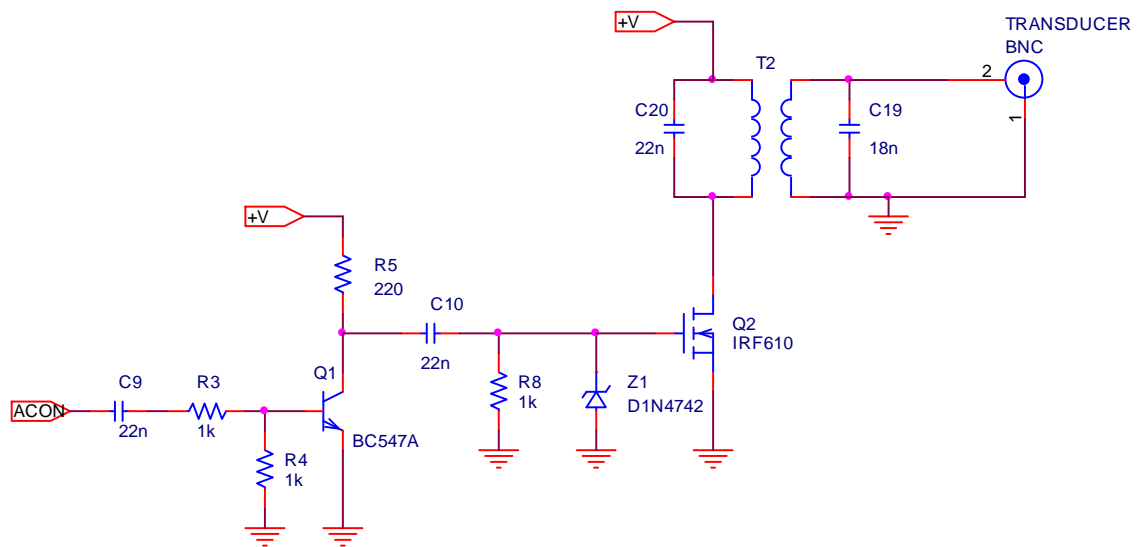 +V
TRANSDUCER
BNC
T2
2
C20
C19
1
22n
18n
+V
R5
220
C10
Q2
IRF610
22n
Q1
C9
R3
R8
1k
Z1
D1N4742
ACON
22n
1k
BC547A
R4
1k